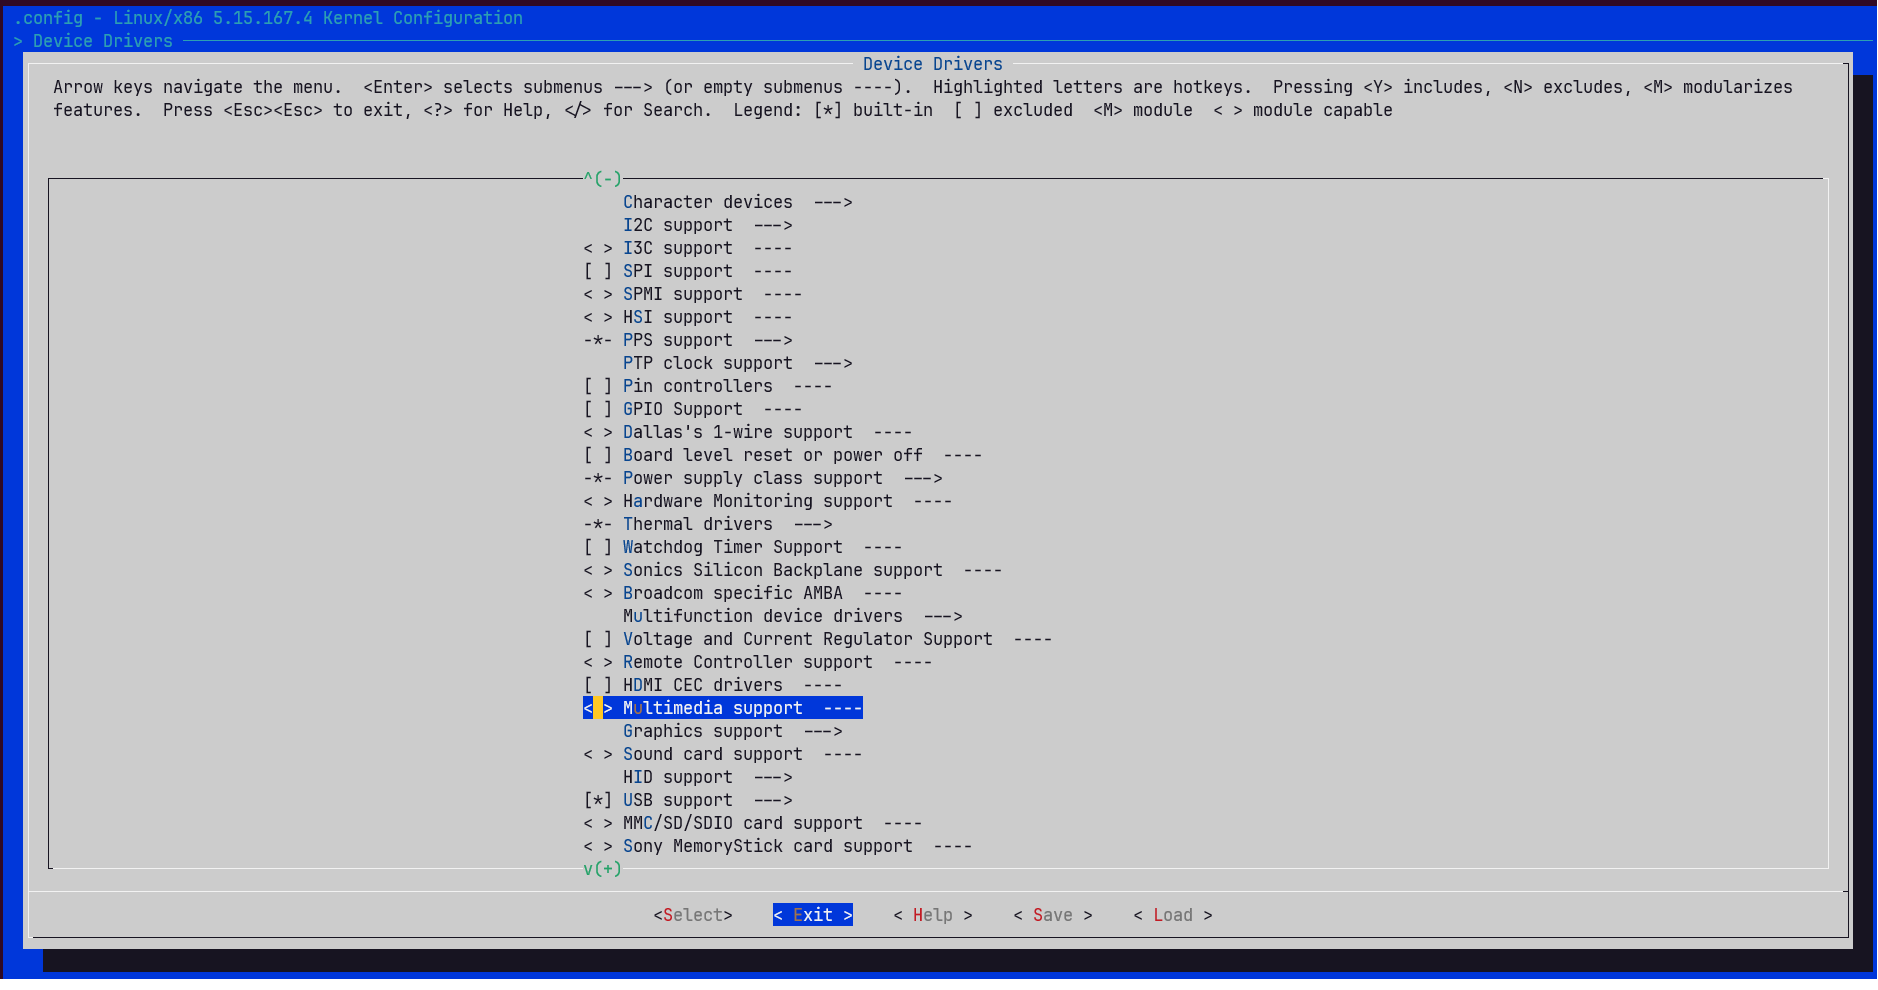 .config - Linux/x86 5.15.167.4 Kernel Configuration
> Device Drivers
Device Drivers
Arrow keys navigate the menu.  <Enter> selects submenus ---> (or empty submenus ----).  Highlighted letters are hotkeys.  Pressing <Y> includes, <N> excludes, <M> modularizes
features.  Press <Esc><Esc> to exit, <?> for Help, </> for Search.  Legend: [*] built-in  [ ] excluded  <M> module  < > module capable
^(-)
Character devices  --->
I2C support  --->
< > I3C support  ----
[ ] SPI support  ----
< > SPMI support  ----
< > HSI support  ----
-*- PPS support  --->
PTP clock support  --->
[ ] Pin controllers  ----
[ ] GPIO Support  ----
< > Dallas's 1-wire support  ----
[ ] Board level reset or power off  ----
-*- Power supply class support  --->
< > Hardware Monitoring support  ----
-*- Thermal drivers  --->
[ ] Watchdog Timer Support  ----
< > Sonics Silicon Backplane support  ----
< > Broadcom specific AMBA  ----
Multifunction device drivers  --->
[ ] Voltage and Current Regulator Support  ----
< > Remote Controller support  ----
[ ] HDMI CEC drivers  ----
< > Multimedia support  ----
Graphics support  --->
< > Sound card support  ----
HID support  --->
[*] USB support  --->
< > MMC/SD/SDIO card support  ----
< > Sony MemoryStick card support  ----
v(+)
<Select>    < Exit >    < Help >    < Save >    < Load >